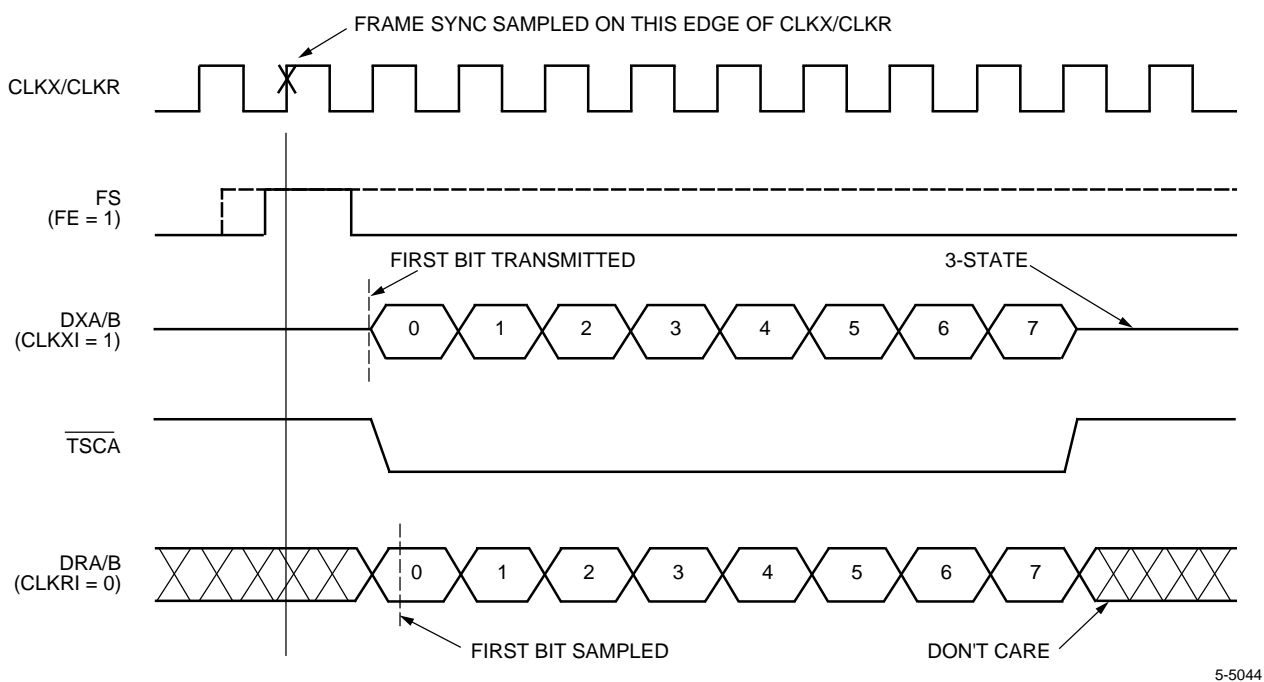 FRAME SYNC SAMPLED ON THIS EDGE OF CLKX/CLKR
CLKX/CLKR
FS
(FE = 1)
FIRST BIT TRANSMITTED
3-STATE
DXA/B
(CLKXI = 1)
0 1 2 3 4 5 6 7
TSCA
DRA/B
(CLKRI = 0)
0 1 2 3 4 5 6 7
FIRST BIT SAMPLED
DON'T CARE
5-5044